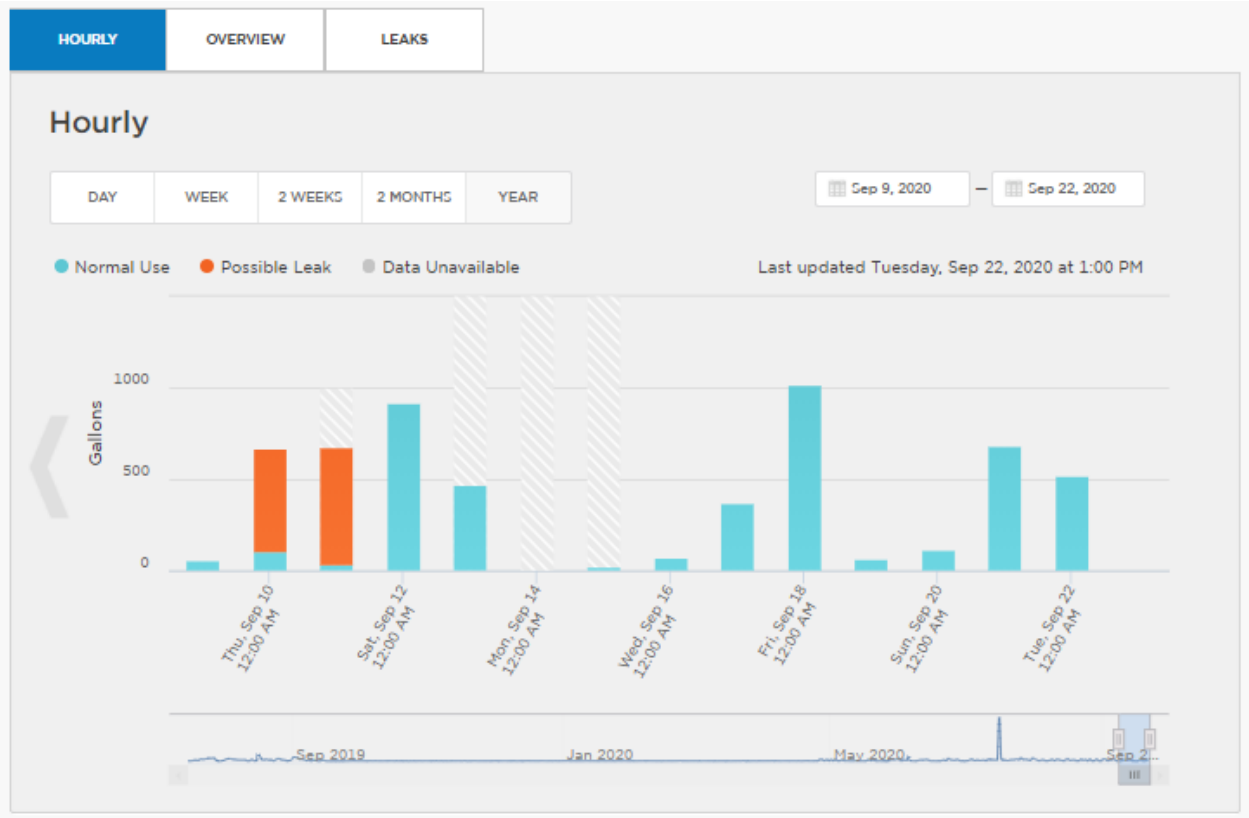 HOURLY OVERVIEW LEAKS
Hourly
DAY WEEK 2 WEEKS 2 MONTHS YEAR Sep 9, 2020 – Sep 22, 2020
Normal Use Possible Leak Data Unavailable Last updated Tuesday, Sep 22, 2020 at 1:00 PM
Gallons
1000
500
0
Thu, Sep 10
12:00 AM
Sat, Sep 12
12:00 AM
Mon, Sep 14
12:00 AM
Wed, Sep 16
12:00 AM
Fri, Sep 18
12:00 AM
Sun, Sep 20
12:00 AM
Tue, Sep 22
12:00 AM
Sep 2019 Jan 2020 May 2020 Sep 2...